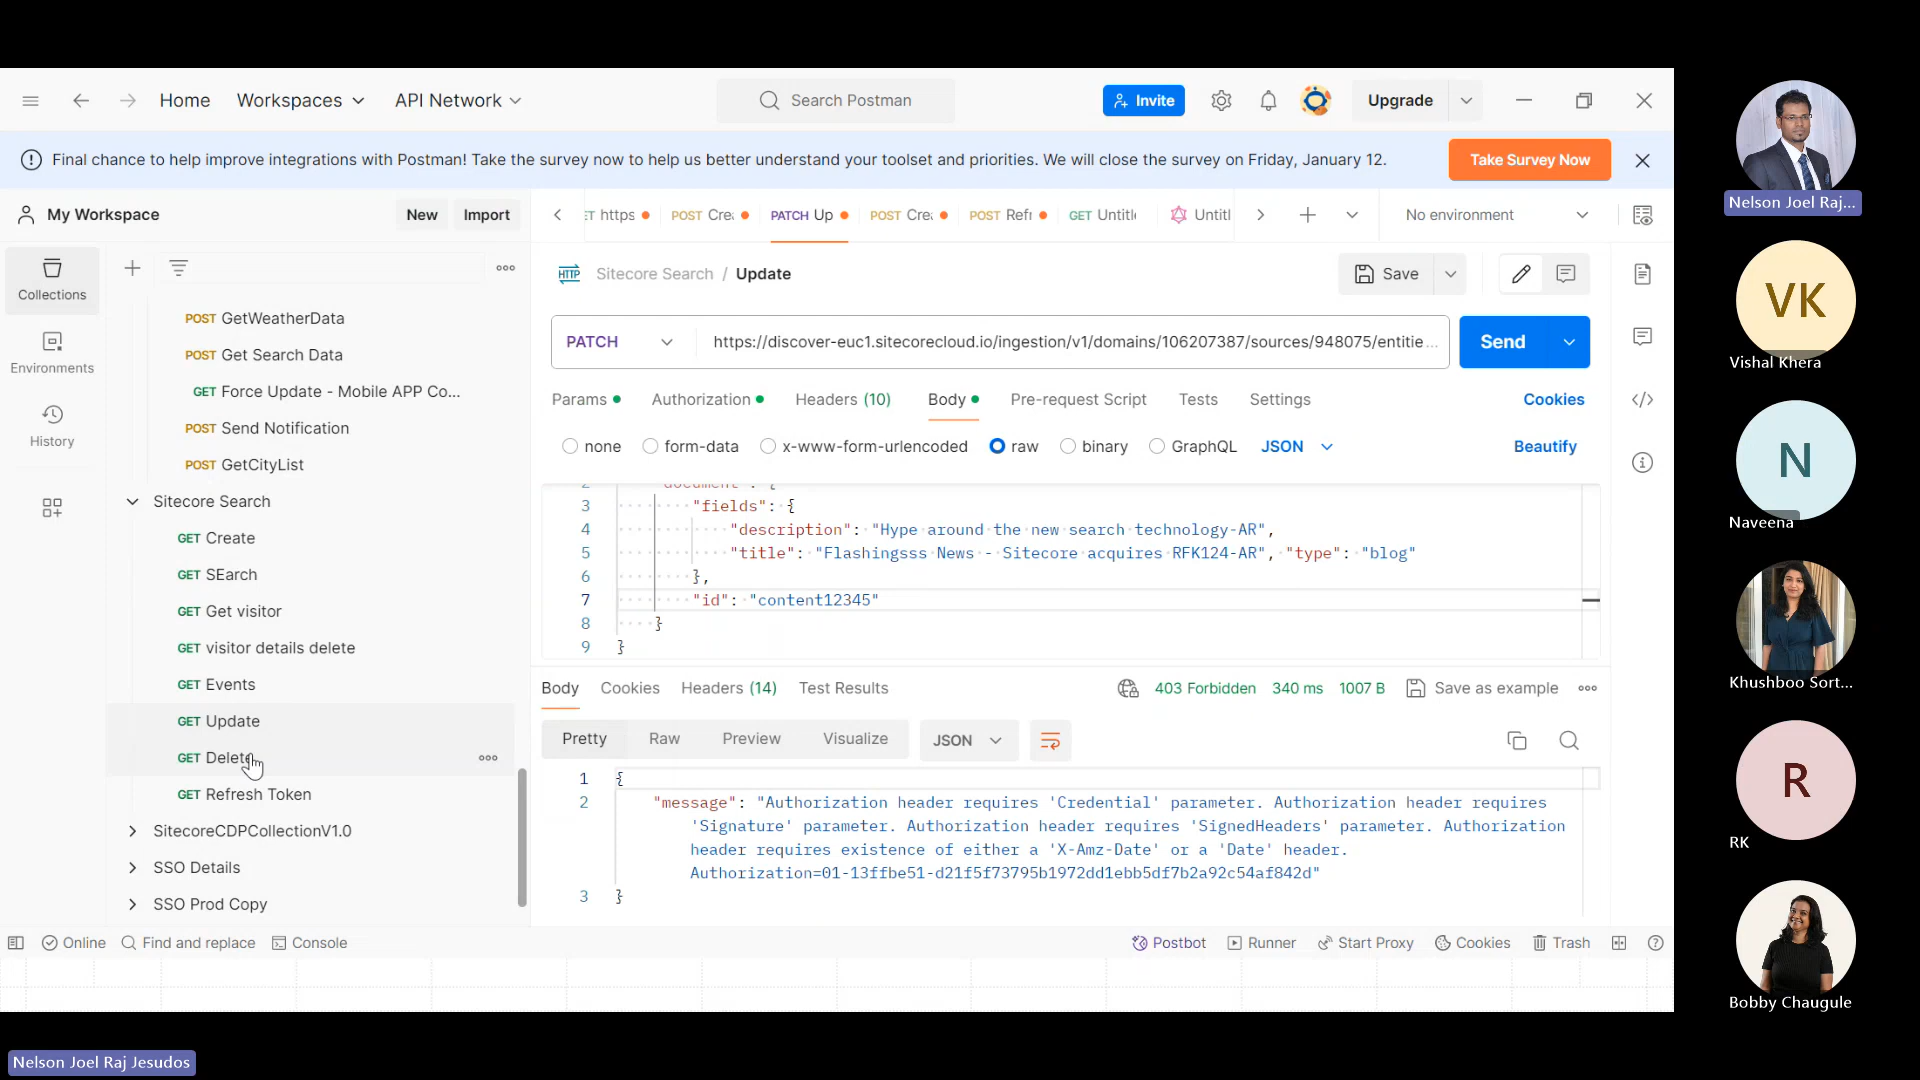 Home
Workspaces
API Network
Search Postman
Invite
Upgrade
Final chance to help improve integrations with Postman! Take the survey now to help us better understand your toolset and priorities. We will close the survey on Friday, January 12.
Take Survey Now
My Workspace
New
Import
ET https
POST Cre
PATCH Up
POST Cre
POST Refr
GET Untitl
Untitl
No environment
Collections
Environments
History
POST GetWeatherData
POST Get Search Data
GET Force Update - Mobile APP Co...
POST Send Notification
POST GetCityList
Sitecore Search
GET Create
GET SEarch
GET Get visitor
GET visitor details delete
GET Events
GET Update
GET Delete
GET Refresh Token
SitecoreCDPCollectionV1.0
SSO Details
SSO Prod Copy
HTTP Sitecore Search / Update
Save
PATCH
https://discover-euc1.sitecorecloud.io/ingestion/v1/domains/106207387/sources/948075/entitie...
Send
Params
Authorization
Headers (10)
Body
Pre-request Script
Tests
Settings
Cookies
none
form-data
x-www-form-urlencoded
raw
binary
GraphQL
JSON
Beautify
2 "document": {
3 "fields": {
4 "description": "Hype around the new search technology-AR",
5 "title": "Flashingsss News - Sitecore acquires RFK124-AR", "type": "blog"
6 },
7 "id": "content12345"
8 }
9 }
Body
Cookies
Headers (14)
Test Results
403 Forbidden
340 ms
1007 B
Save as example
Pretty
Raw
Preview
Visualize
JSON
1 {
2 "message": "Authorization header requires 'Credential' parameter. Authorization header requires
'Signature' parameter. Authorization header requires 'SignedHeaders' parameter. Authorization
header requires existence of either a 'X-Amz-Date' or a 'Date' header.
Authorization=01-13ffbe51-d21f5f73795b1972dd1ebb5df7b2a92c54af842d"
3 }
Online
Find and replace
Console
Postbot
Runner
Start Proxy
Cookies
Trash
Nelson Joel Raj...
VK
Vishal Khera
N
Naveena
Khushboo Sort...
R
RK
Bobby Chaugule
Nelson Joel Raj Jesudos